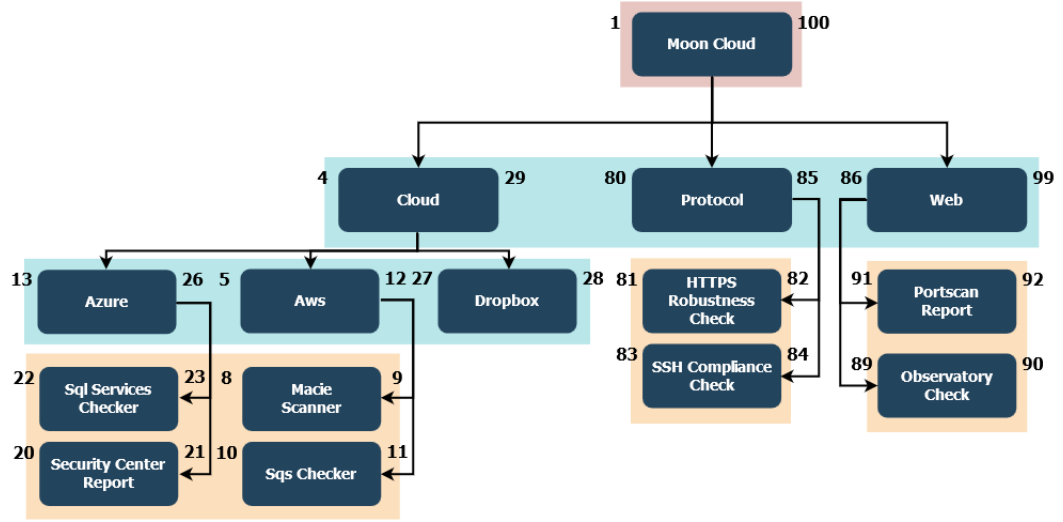 1 Moon Cloud 100
4 Cloud 29
80 Protocol 85
86 Web 99
13 Azure 26
5 Aws 12
27 Dropbox 28
81 HTTPS 82
Robustness
Check
91 Portscan 92
Report
83 SSH Compliance 84
Check
89 Observatory 90
Check
22 Sql Services 23
Checker
8 Macie 9
Scanner
20 Security Center 21
Report
10 Sqs Checker 11